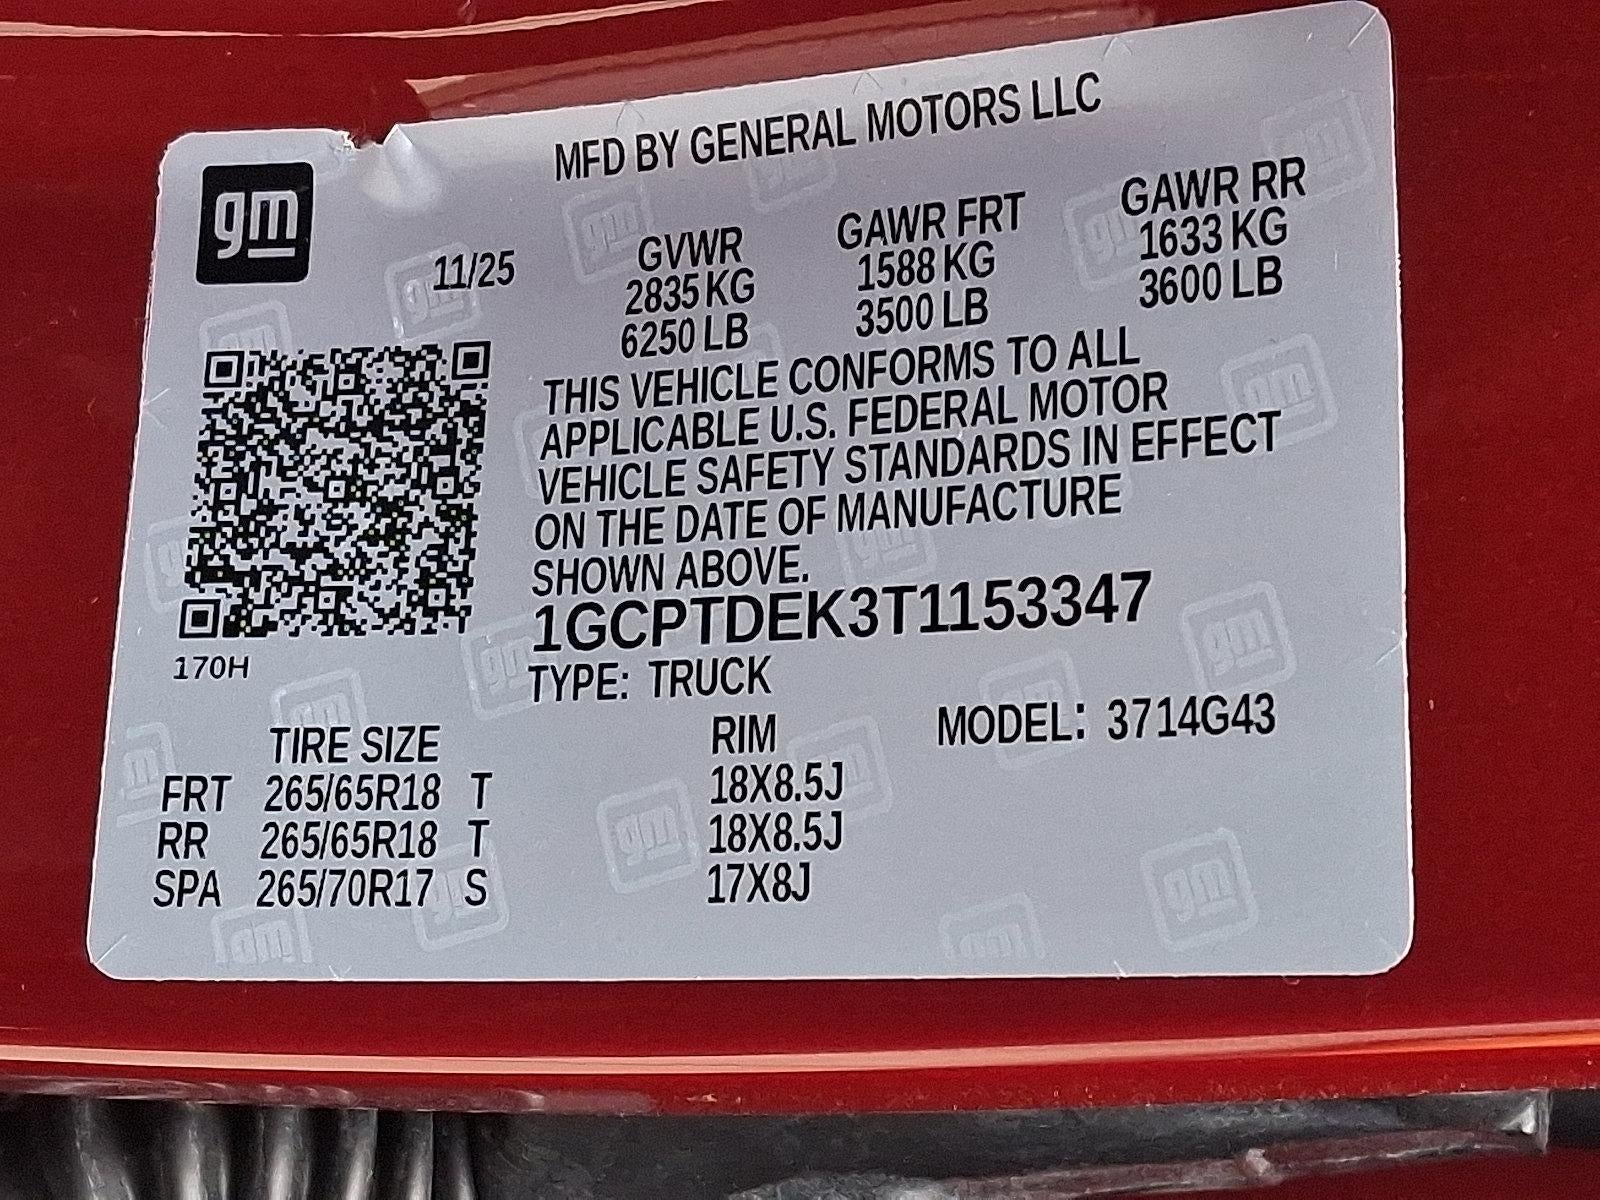 gm
MFD BY GENERAL MOTORS LLC
11/25
GVWR
2835 KG
6250 LB
GAWR FRT
1588 KG
3500 LB
GAWR RR
1633 KG
3600 LB
THIS VEHICLE CONFORMS TO ALL
APPLICABLE U.S. FEDERAL MOTOR
VEHICLE SAFETY STANDARDS IN EFFECT
ON THE DATE OF MANUFACTURE
SHOWN ABOVE.
1GCPTDEK3T1153347
170H
TYPE: TRUCK
MODEL: 3714G43
TIRE SIZE RIM
FRT 265/65R18 T 18X8.5J
RR 265/65R18 T 18X8.5J
SPA 265/70R17 S 17X8J